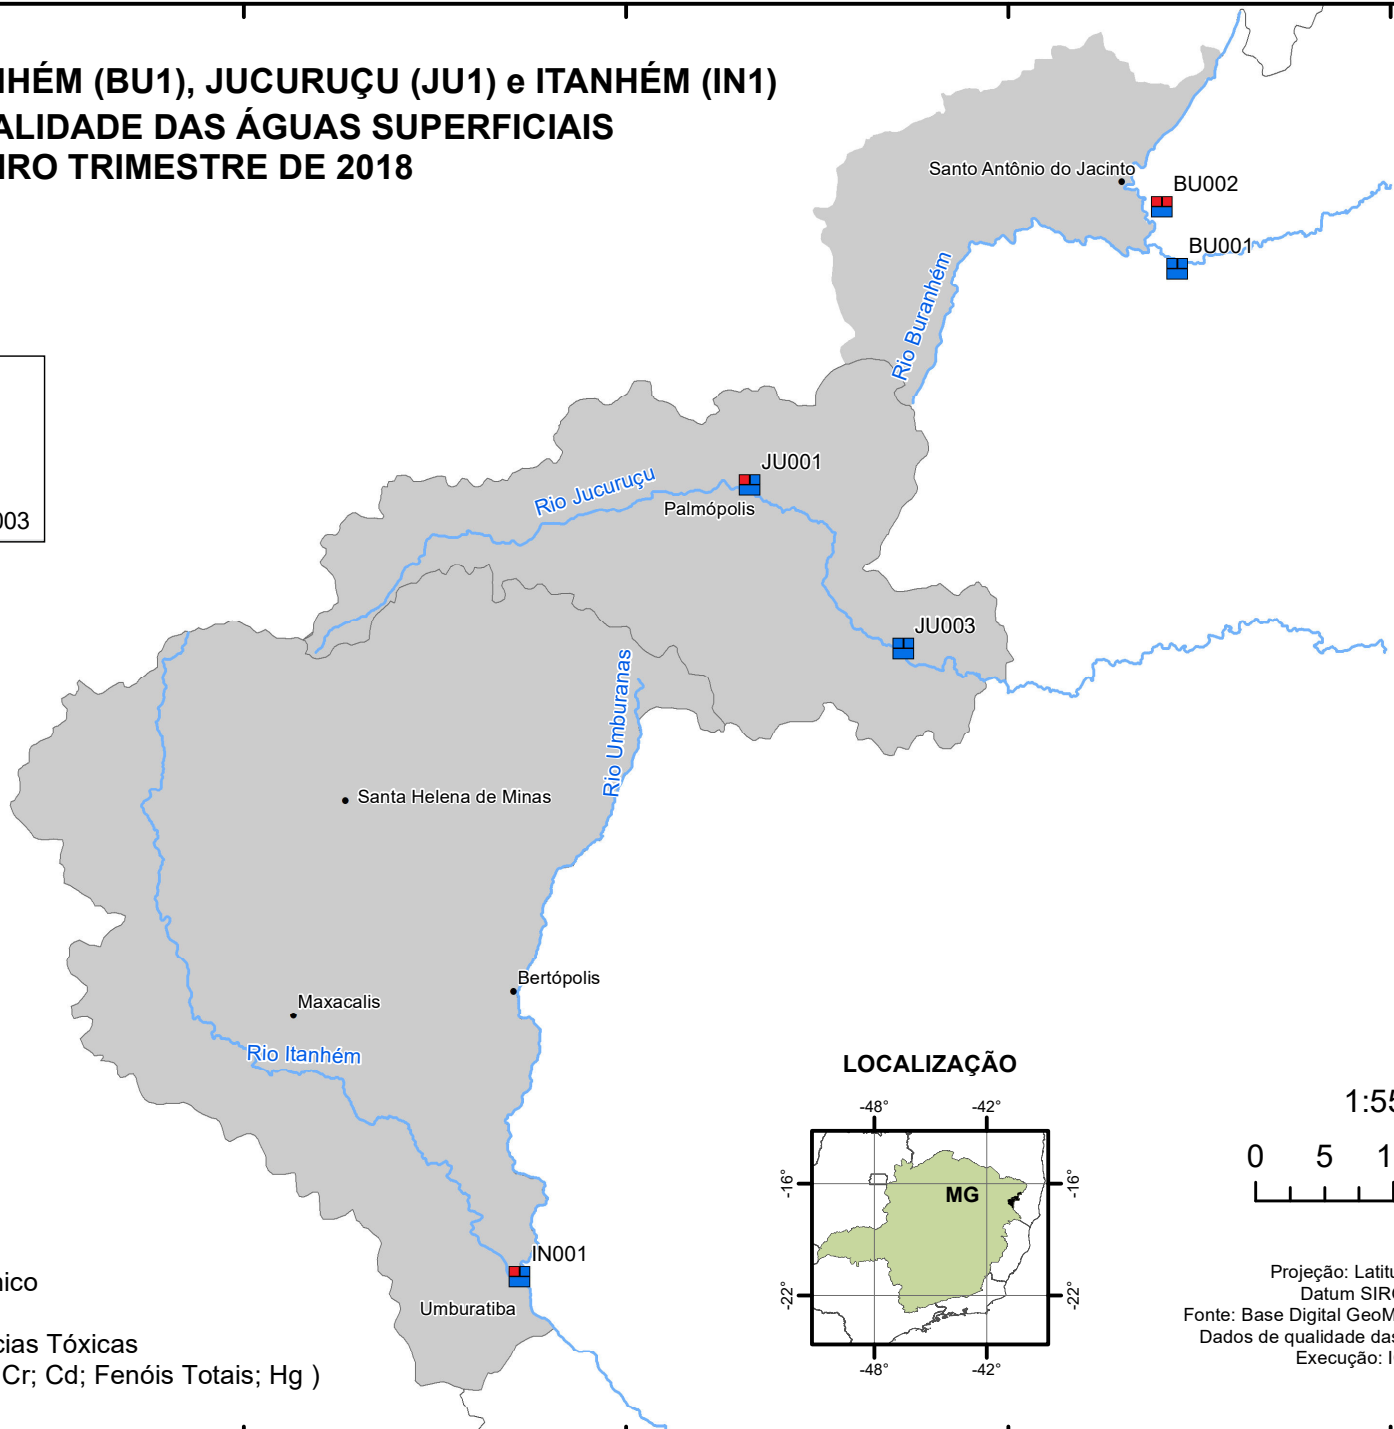 NHÉM (BU1), JUCURUÇU (JU1) e ITANHÉM (IN1)
ALIDADE DAS ÁGUAS SUPERFICIAIS
IRO TRIMESTRE DE 2018
Santo Antônio do Jacinto
BU002
BU001
Rio Buranhém
003
JU001
Rio Jucuruçu
Palmópolis
JU003
Rio Umburanas
Santa Helena de Minas
Bertópolis
Maxacalis
Rio Itanhém
IN001
Umburatiba
LOCALIZAÇÃO
-48° -42°
-16° MG -16°
-22° -22°
-48° -42°
1:55
0 5 1
Projeção: Latitu
Datum SIRG
Fonte: Base Digital GeoM
Dados de qualidade das
Execução: I
nico
cias Tóxicas
Cr; Cd; Fenóis Totais; Hg )